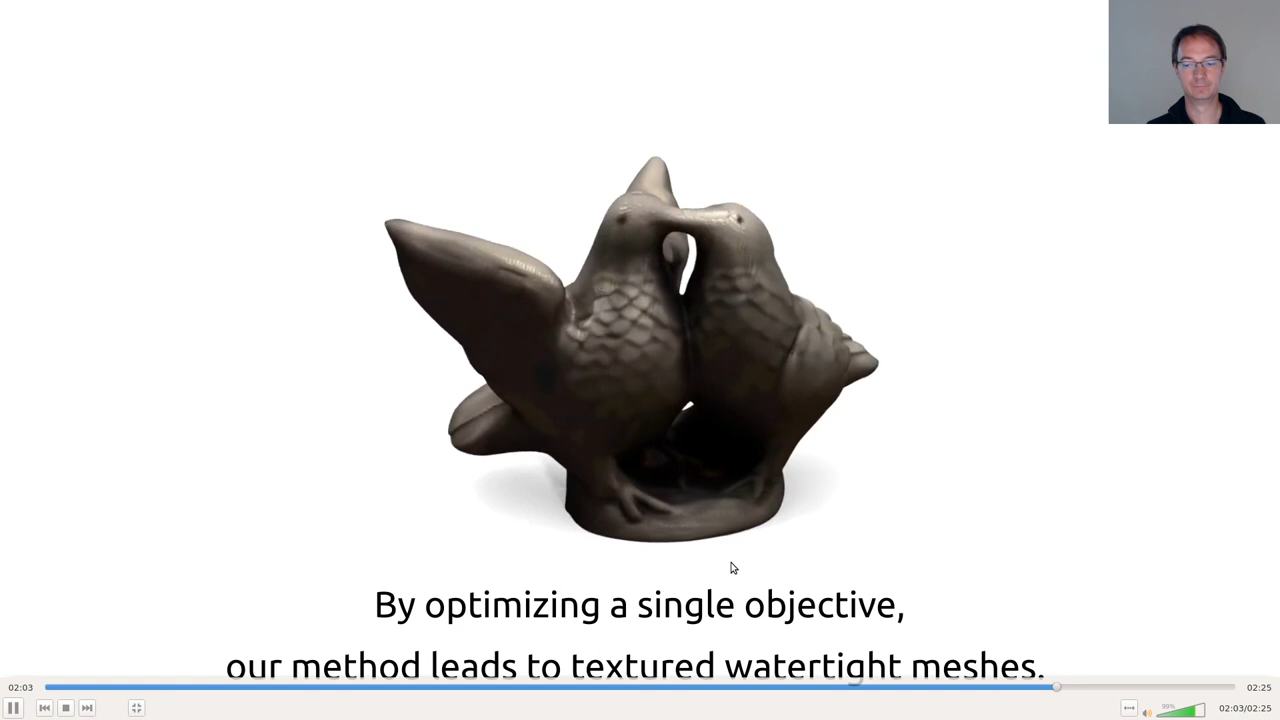 By optimizing a single objective,
our method leads to textured watertight meshes.
02:03
02:25
99%
02:03/02:25